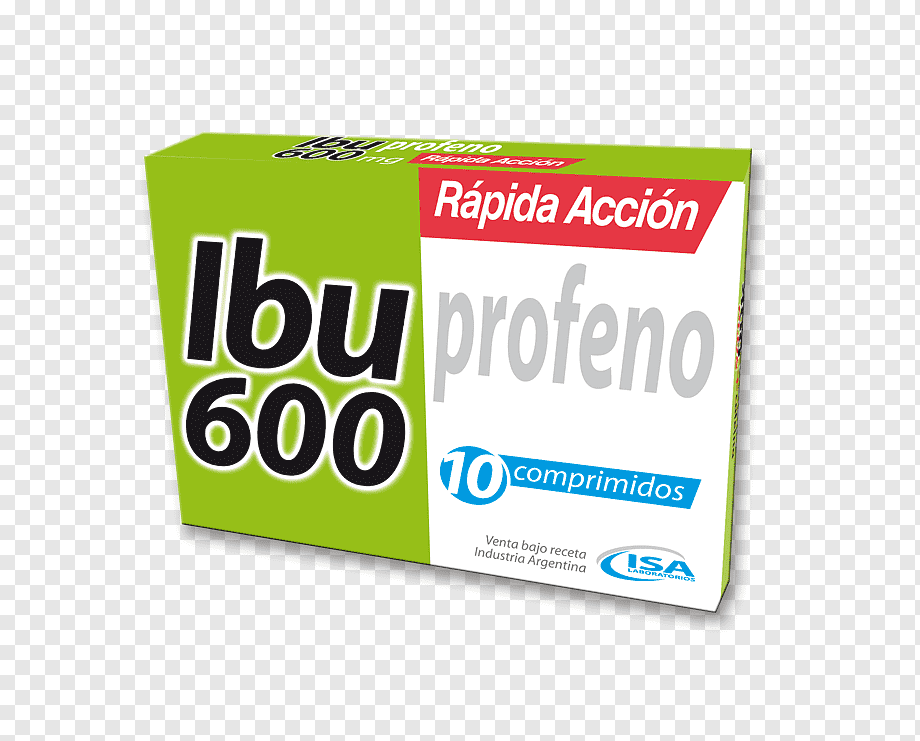 Ibu profeno
600 mg Rápida Acción
Rápida Acción
Ibu
profeno
600
10 comprimidos
Venta bajo receta
Industria Argentina
ISA
LABORATORIOS